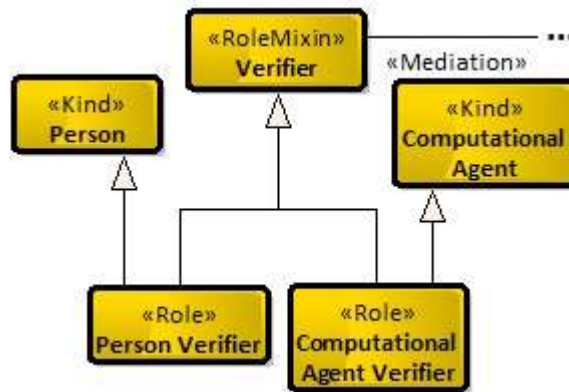 «RoleMixin»
Verifier
...
«Mediation»
«Kind»
Person
«Kind»
Computational
Agent
«Role»
Person Verifier
«Role»
Computational
Agent Verifier